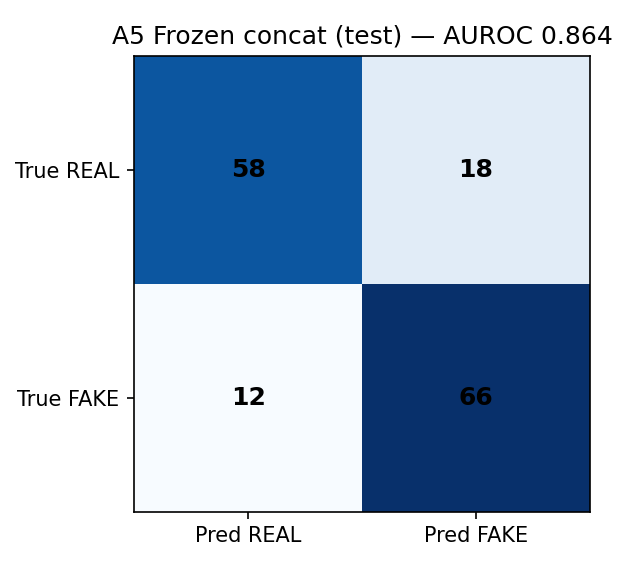 A5 Frozen concat (test) — AUROC 0.864
True REAL 58 18
True FAKE 12 66
Pred REAL Pred FAKE